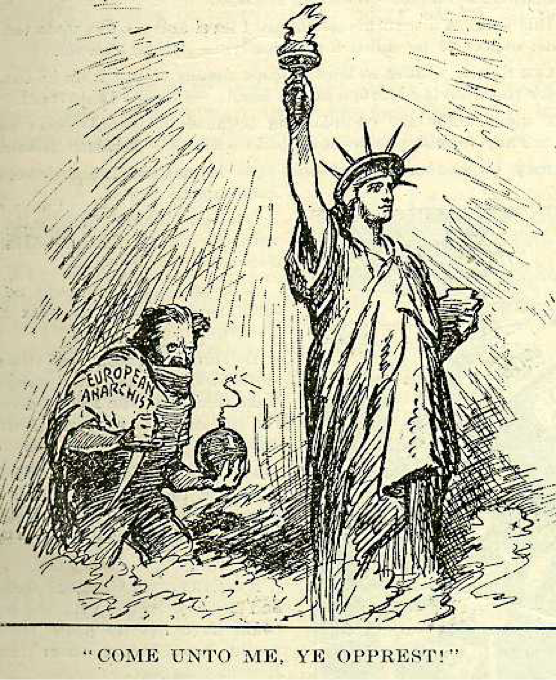 EUROPEAN
ANARCHIST
"COME UNTO ME, YE OPPREST!"